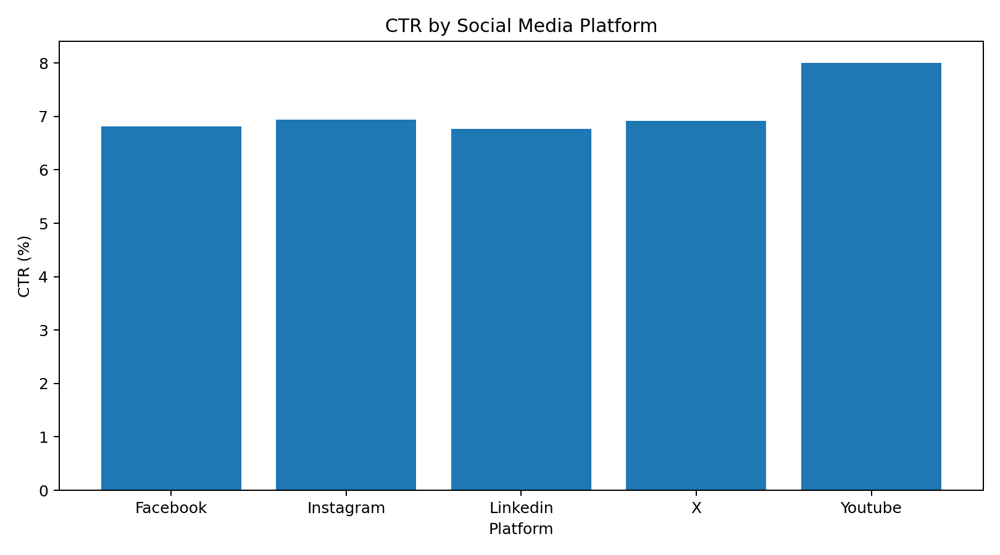 CTR by Social Media Platform
CTR (%)
8
7
6
5
4
3
2
1
0
Facebook Instagram Linkedin X Youtube
Platform